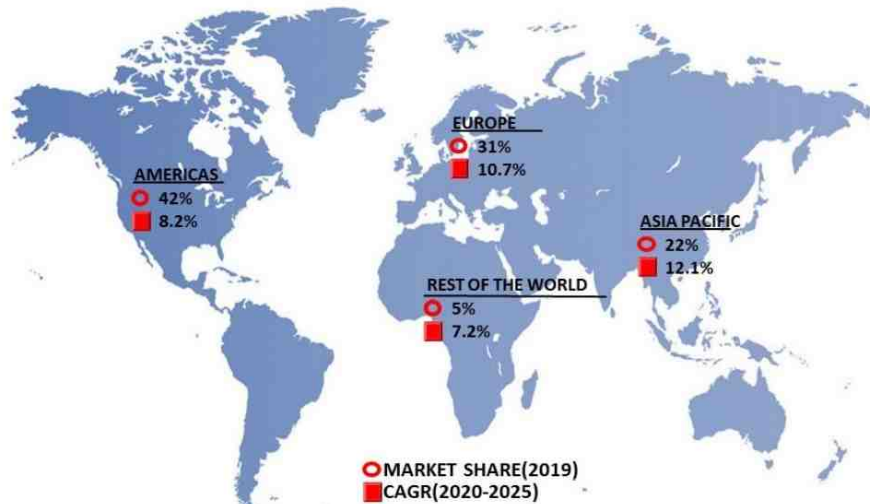 EUROPE
31%
10.7%
AMERICAS
42%
8.2%
ASIA PACIFIC
22%
12.1%
REST OF THE WORLD
5%
7.2%
MARKET SHARE(2019)
CAGR(2020-2025)